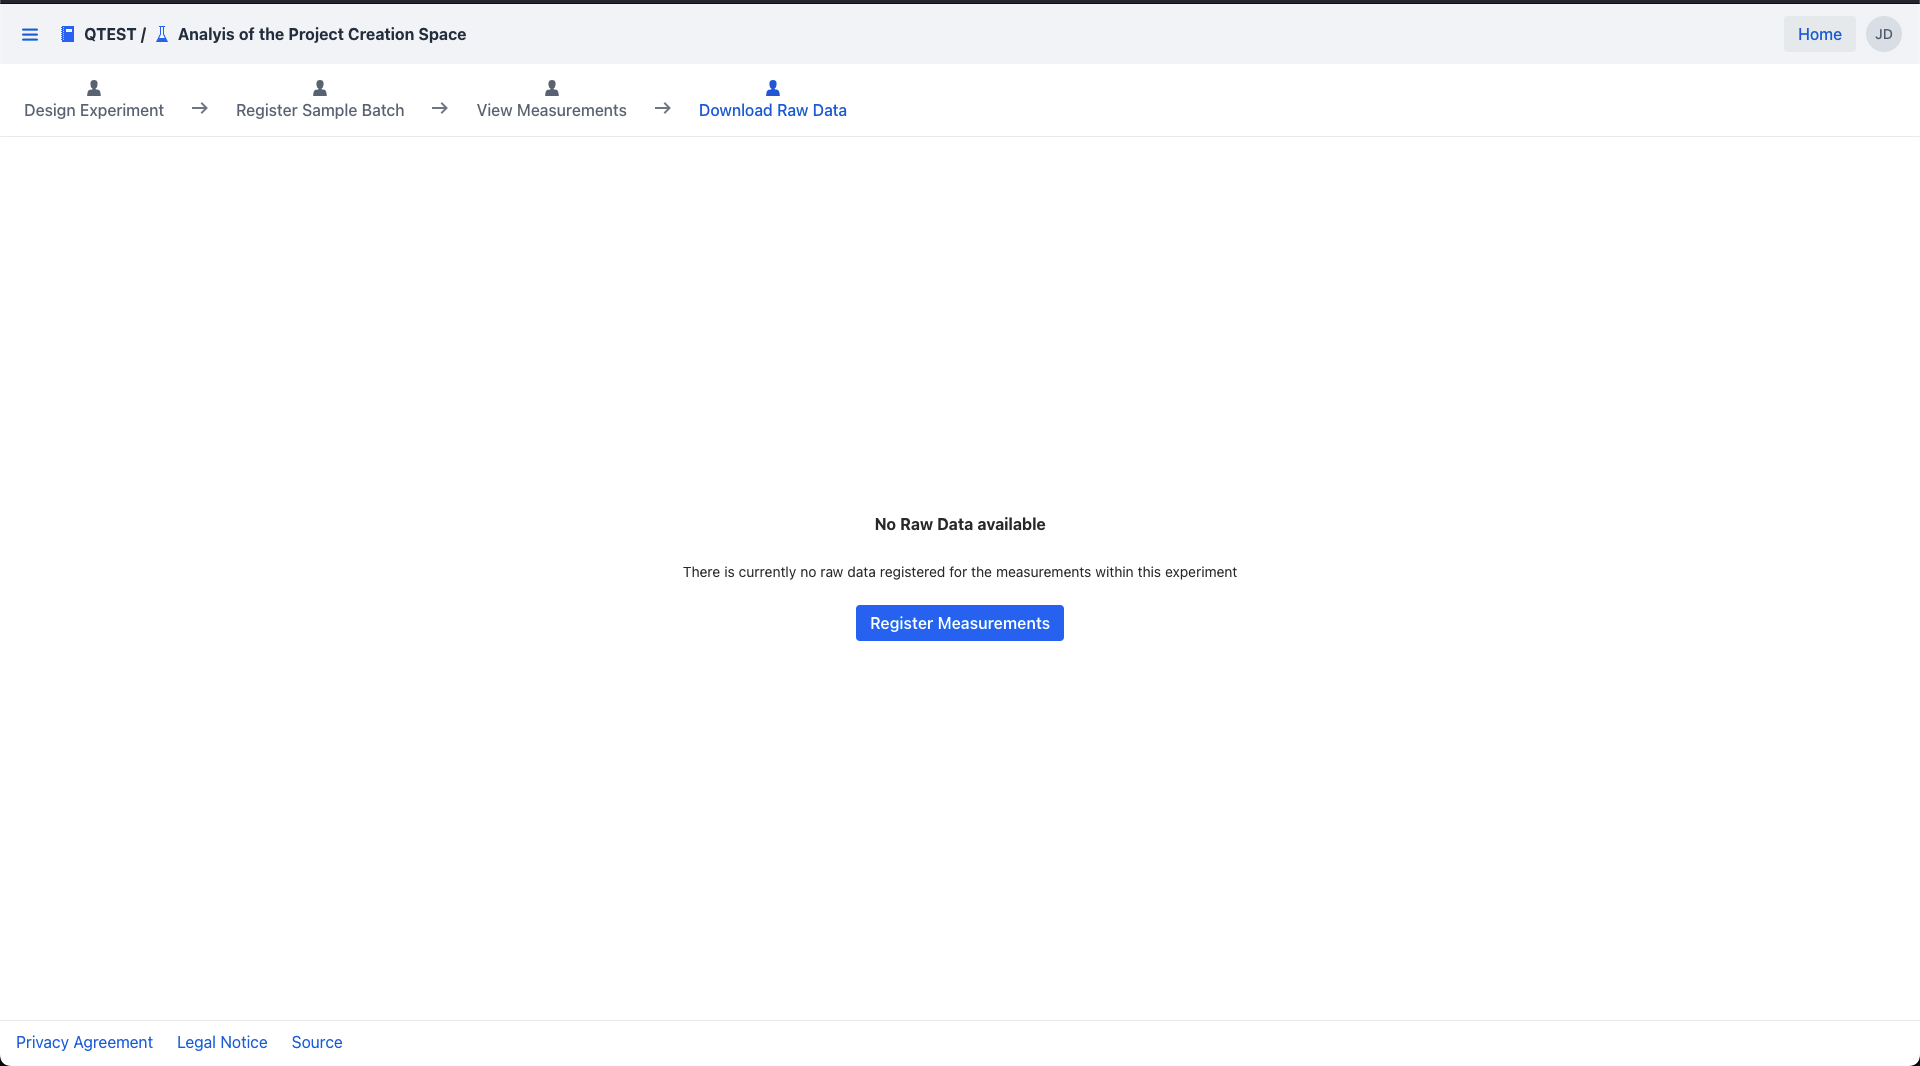 QTEST / Analyis of the Project Creation Space
Home
JD
Design Experiment
Register Sample Batch
View Measurements
Download Raw Data
No Raw Data available
There is currently no raw data registered for the measurements within this experiment
Register Measurements
Privacy Agreement
Legal Notice
Source